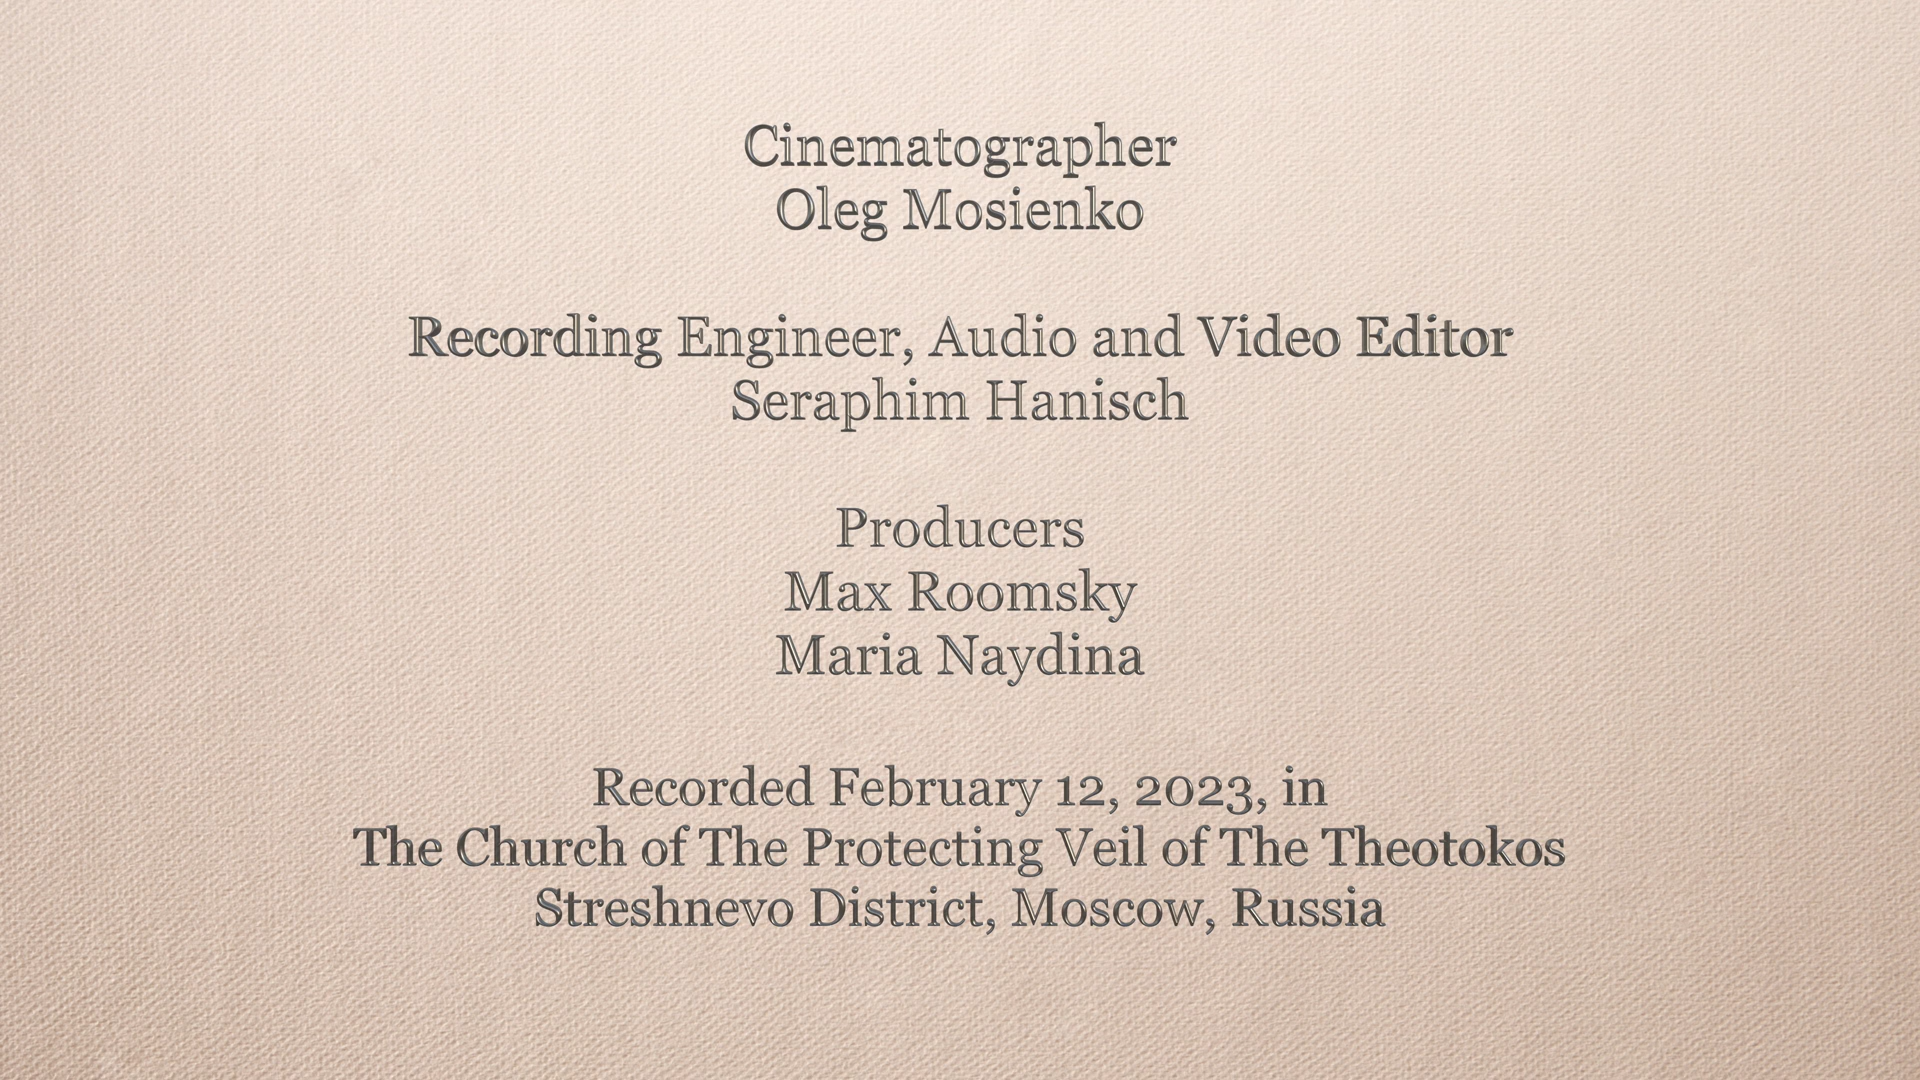 Cinematographer
Oleg Mosienko
Recording Engineer, Audio and Video Editor
Seraphim Hanisch
Producers
Max Roomsky
Maria Naydina
Recorded February 12, 2023, in
The Church of The Protecting Veil of The Theotokos
Streshnevo District, Moscow, Russia